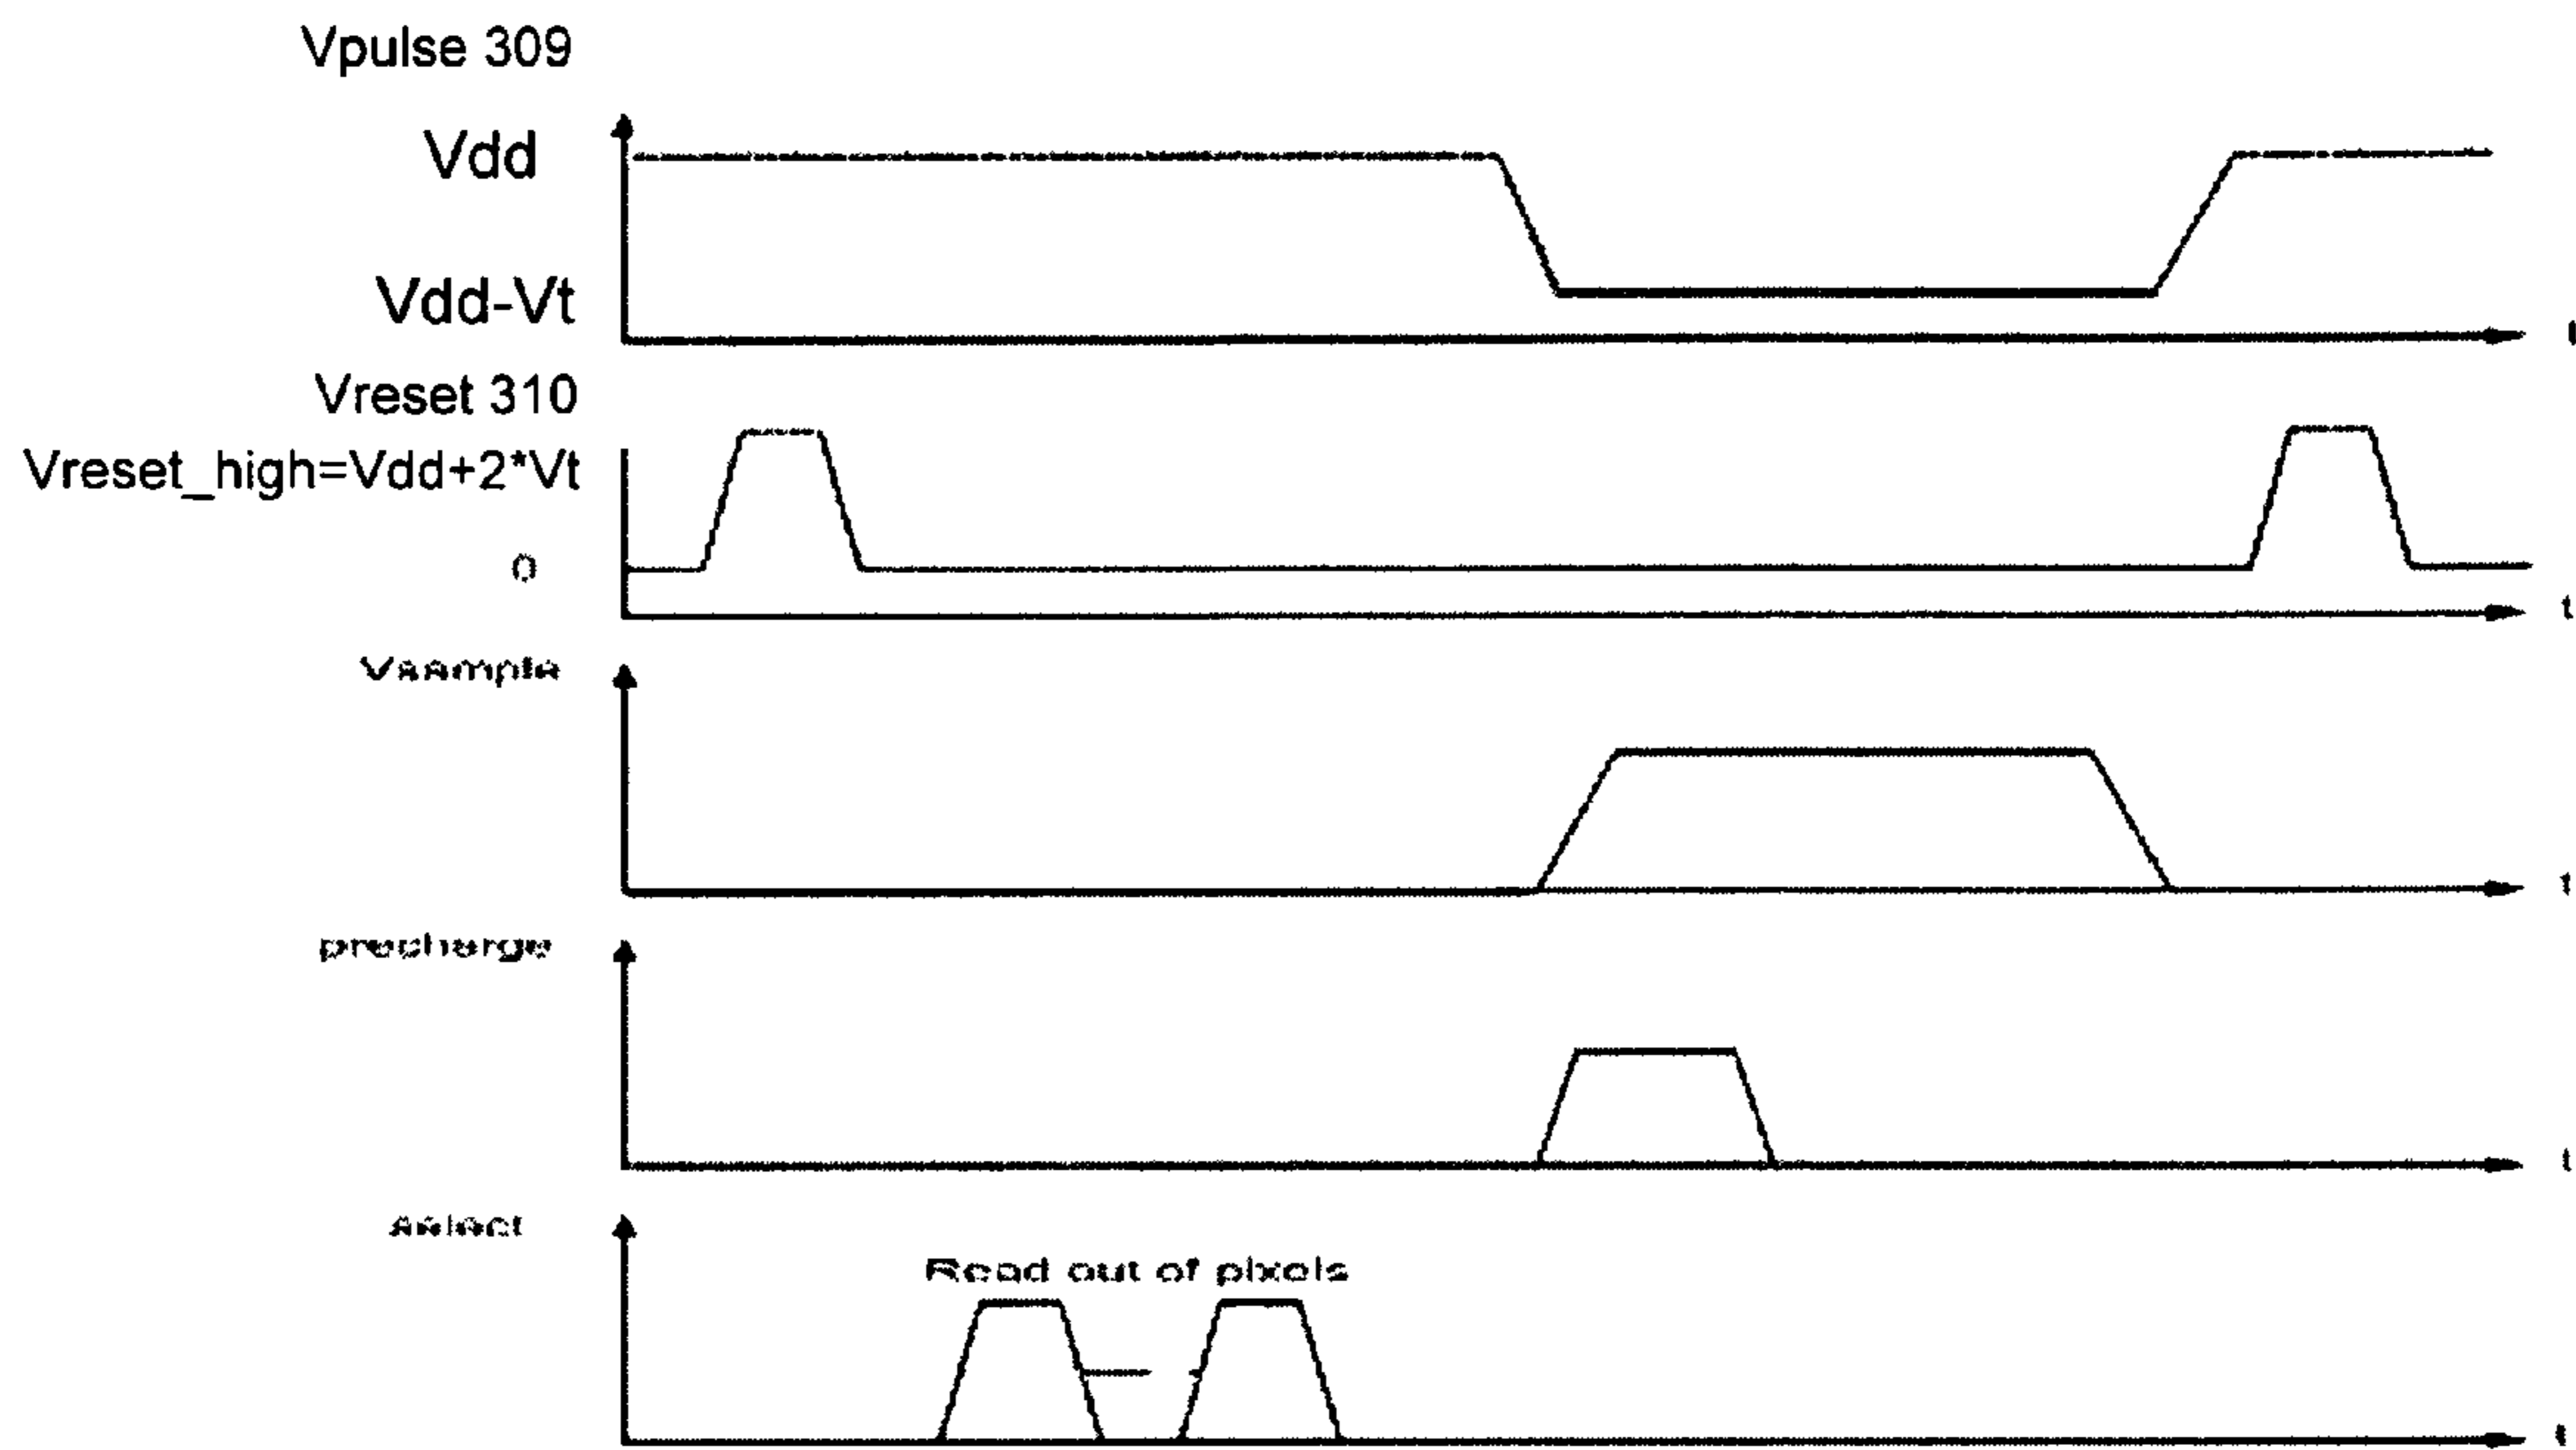 Vpulse 309
Vdd
Vdd-Vt
t
Vreset 310
Vreset_high=Vdd+2*Vt
0
t
Vsample
t
precharge
t
select
Read out of pixels
t